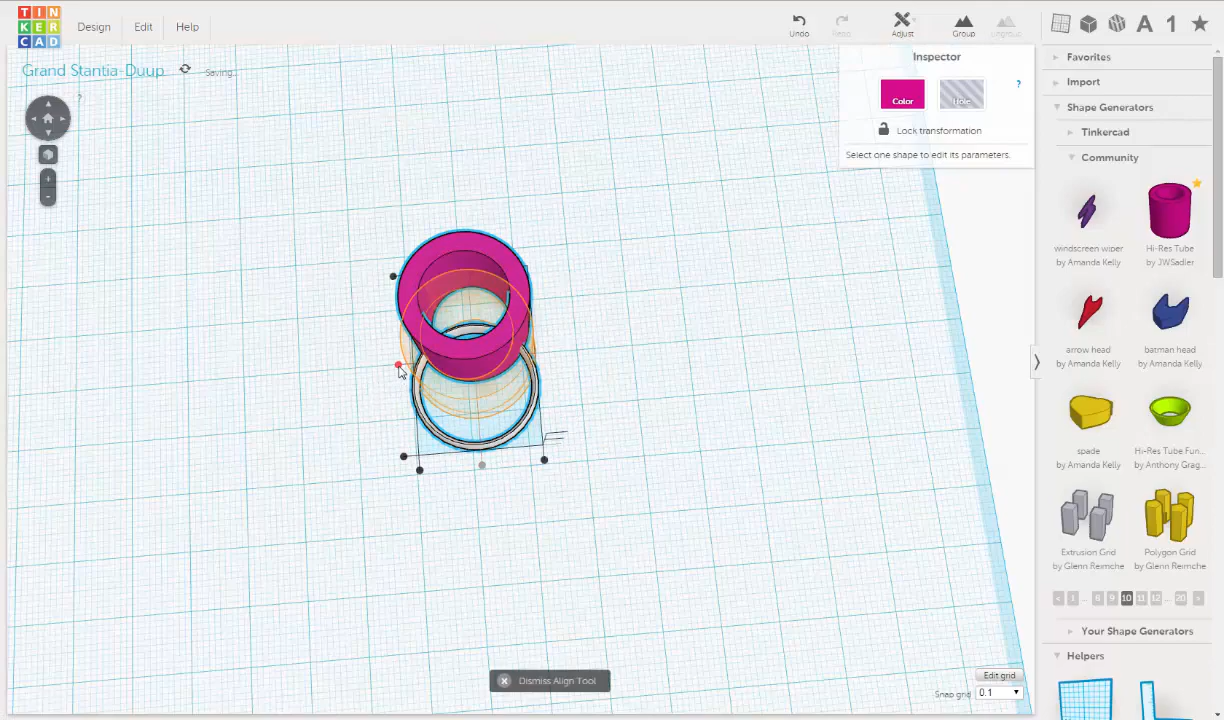 TIN
KER
CAD
Design
Edit
Help
Undo
Redo
Adjust
Group
Ungroup
A
1
Grand Stantia-Duup
Saving...
?
+
-
Inspector
Color
Hole
?
Lock transformation
Select one shape to edit its parameters.
Favorites
Import
Shape Generators
Tinkercad
Community
windscreen wiper
by Amanda Kelly
Hi-Res Tube
by JWSadler
arrow head
by Amanda Kelly
batman head
by Amanda Kelly
spade
by Amanda Kelly
Hi-Res Tube Fun...
by Anthony Grag...
Extrusion Grid
by Glenn Reimche
Polygon Grid
by Glenn Reimche
< 1 ... 8 9 10 11 12 ... 20 >
Your Shape Generators
Helpers
Dismiss Align Tool
Edit grid
Snap grid
0.1